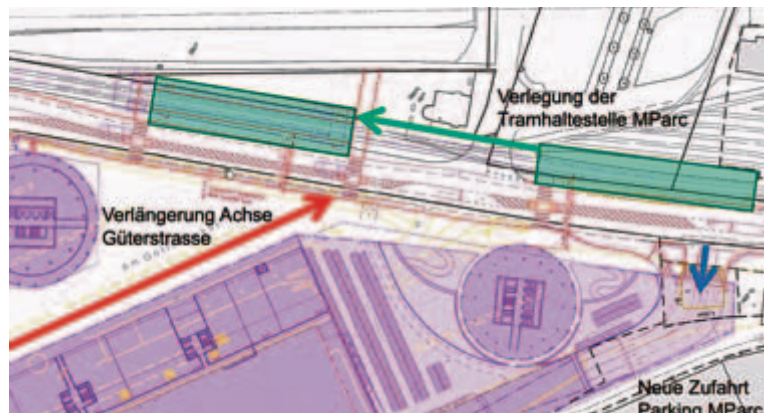 Verlegung der
Tramhaltestelle MParc
Verlängerung Achse
Güterstrasse
Neue Zufahrt
Parking MParc